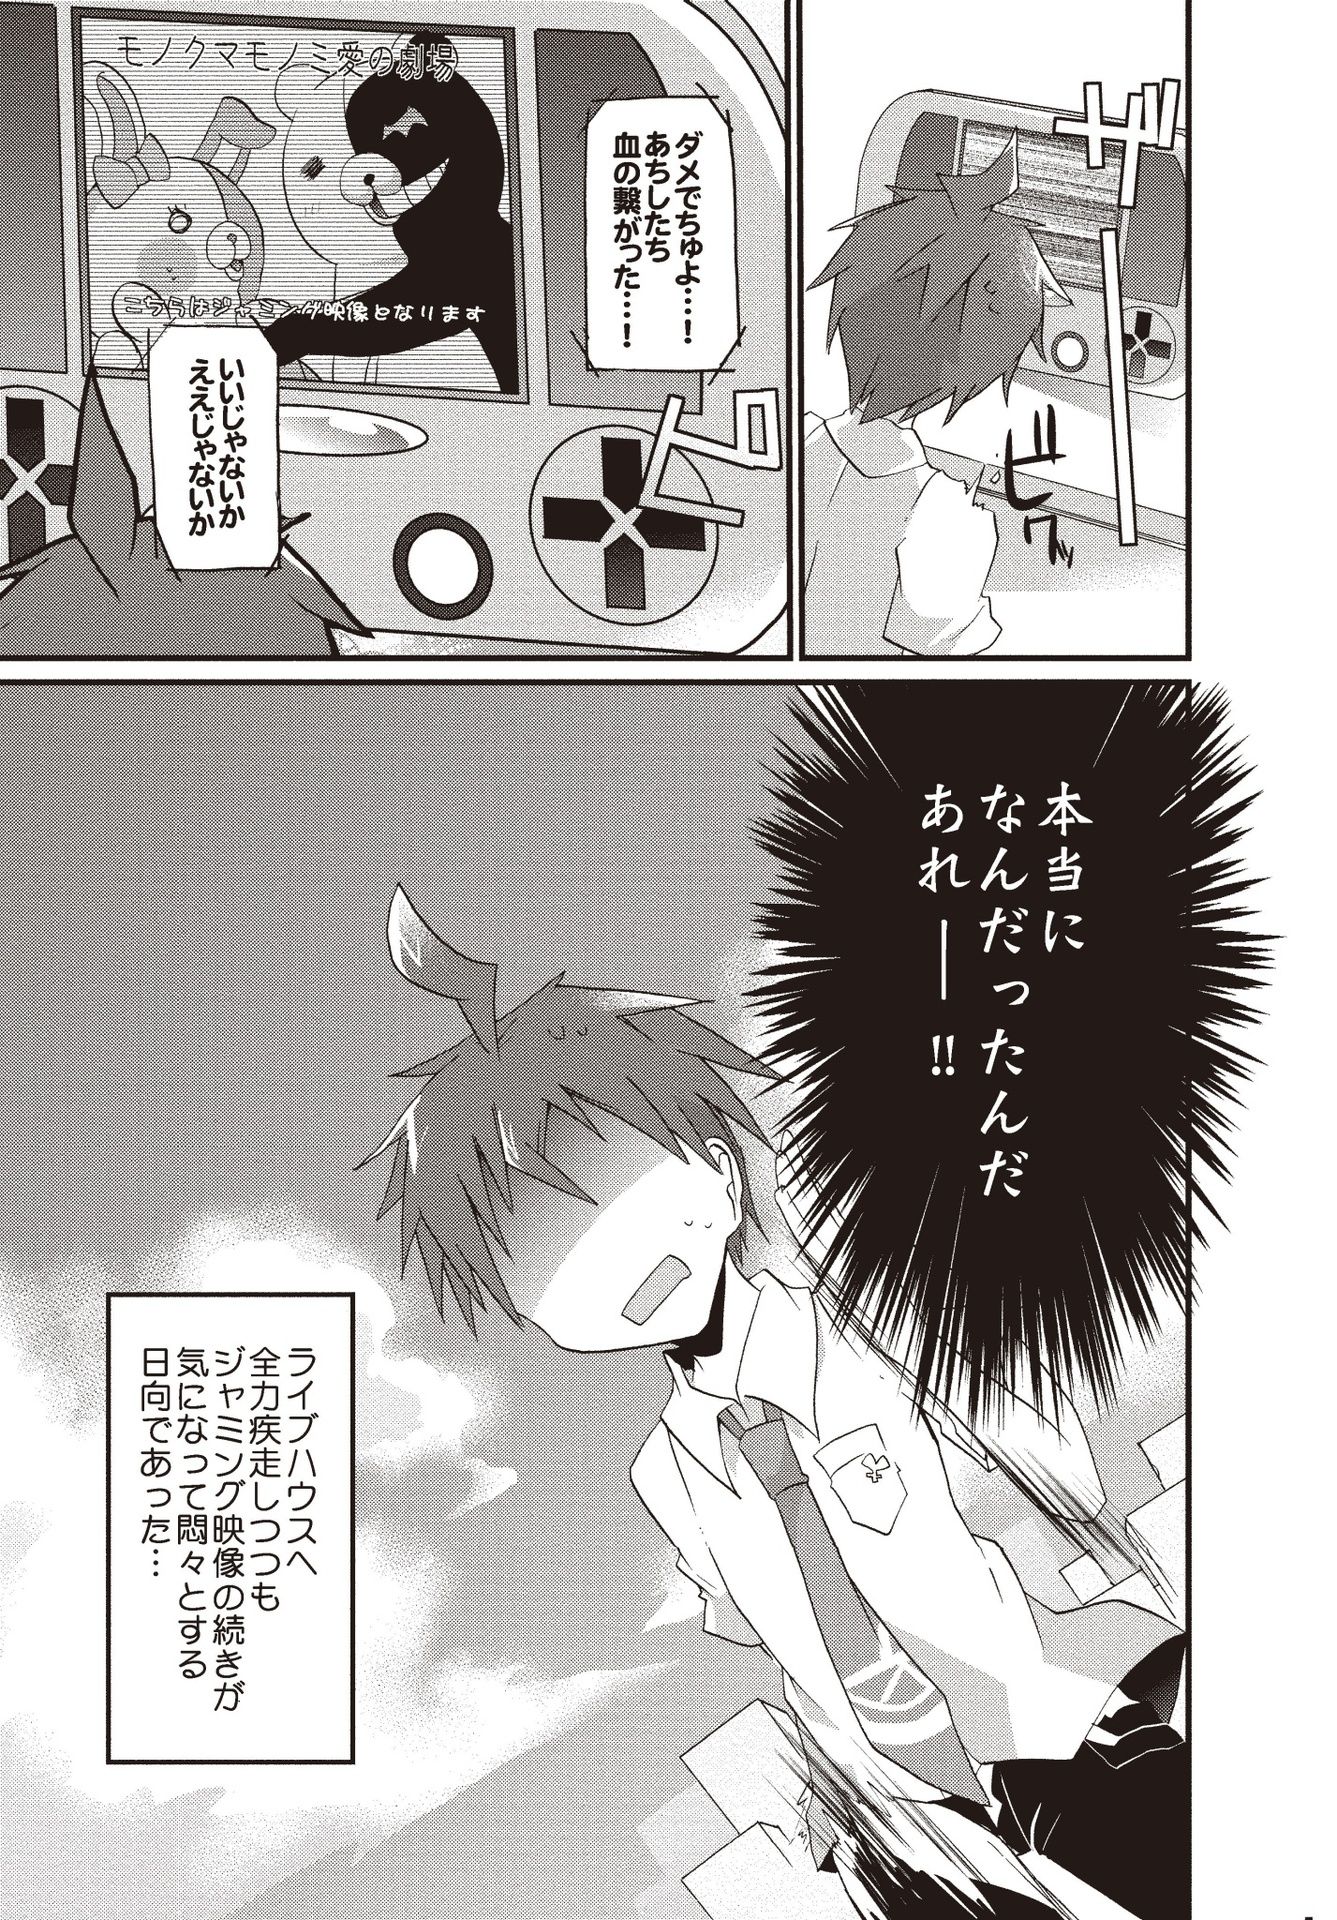 ザーーー
ビクッ
ピロ
モノクマモノミ愛の劇場
こちらはジャミング映像となります
ダメでちゅよ…！
あちしたち
血の繋がった…！
いいじゃないか
ええじゃないか
本当に
なんだったんだ
あれ――!!
ライブハウスへ
全力疾走しつつも
ジャミング映像の続きが
気になって悶々とする
日向であった…